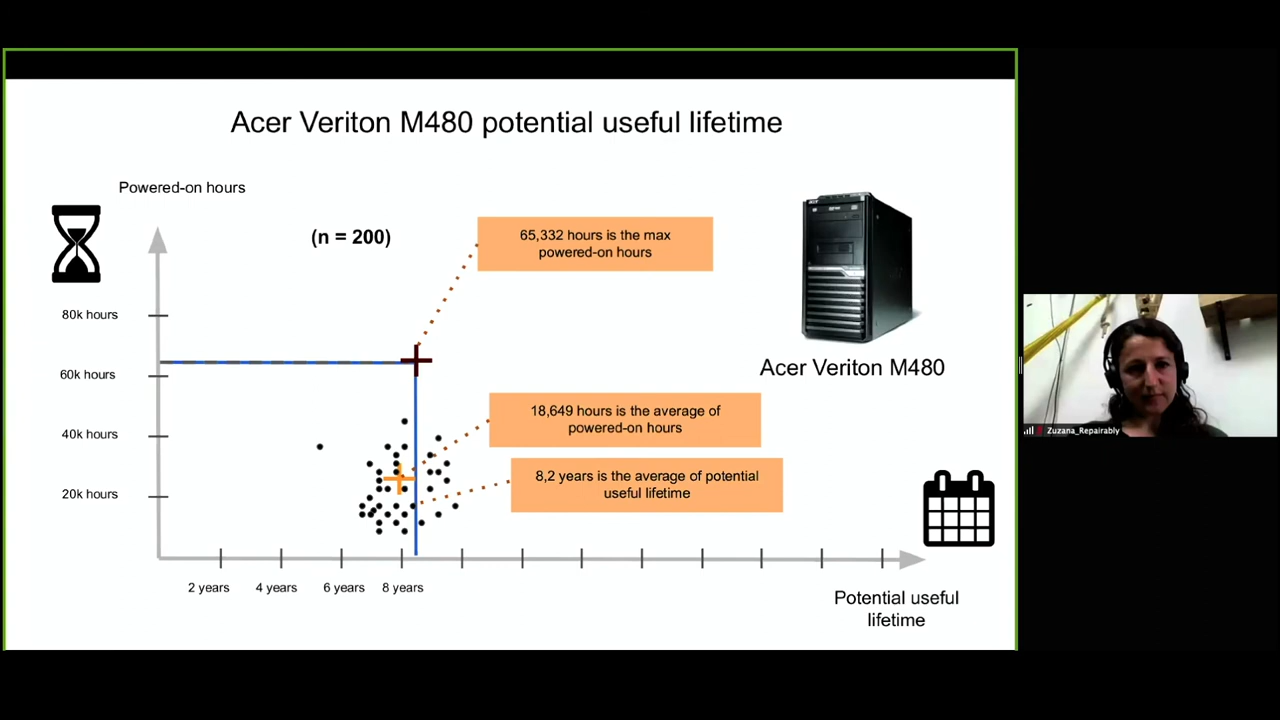 Acer Veriton M480 potential useful lifetime
Powered-on hours
(n = 200)
65,332 hours is the max
powered-on hours
80k hours
60k hours
40k hours
20k hours
18,649 hours is the average of
powered-on hours
8,2 years is the average of potential
useful lifetime
Acer Veriton M480
2 years
4 years
6 years
8 years
Potential useful
lifetime
Zuzana_Repairably